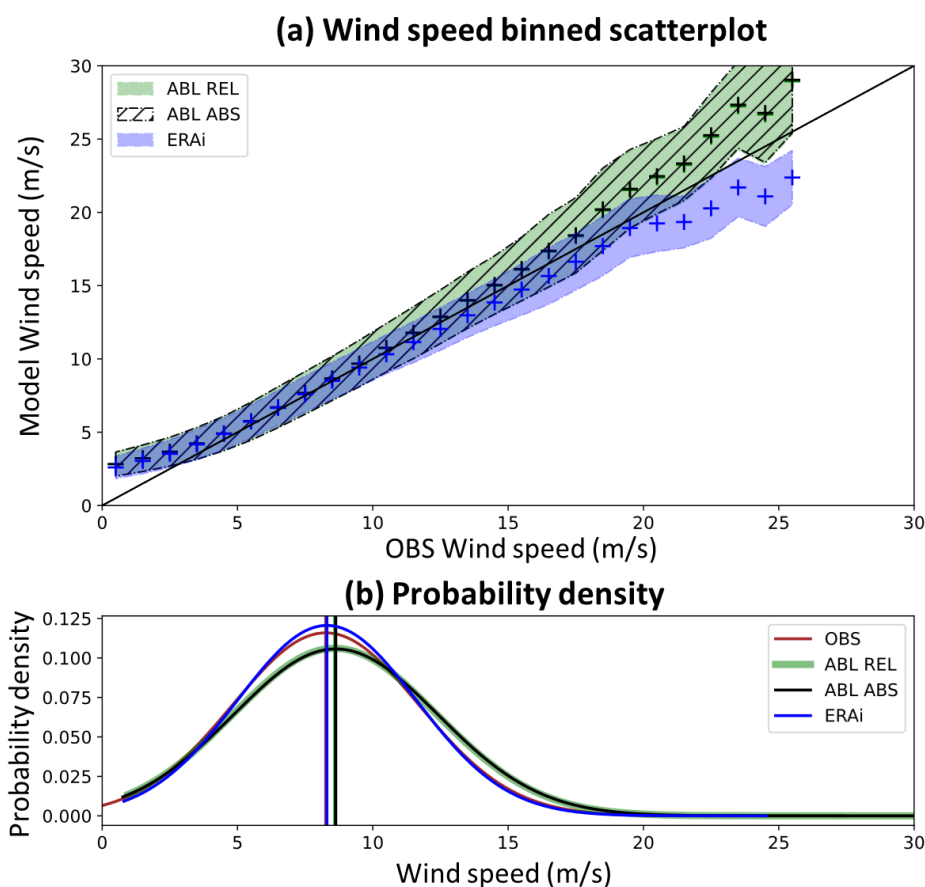 (a) Wind speed binned scatterplot
30
25
20
15
10
5
0
Model Wind speed (m/s)
ABL REL
ABL ABS
ERAi
0 5 10 15 20 25 30
OBS Wind speed (m/s)
(b) Probability density
0.125
0.100
0.075
0.050
0.025
0.000
Probability density
OBS
ABL REL
ABL ABS
ERAi
0 5 10 15 20 25 30
Wind speed (m/s)